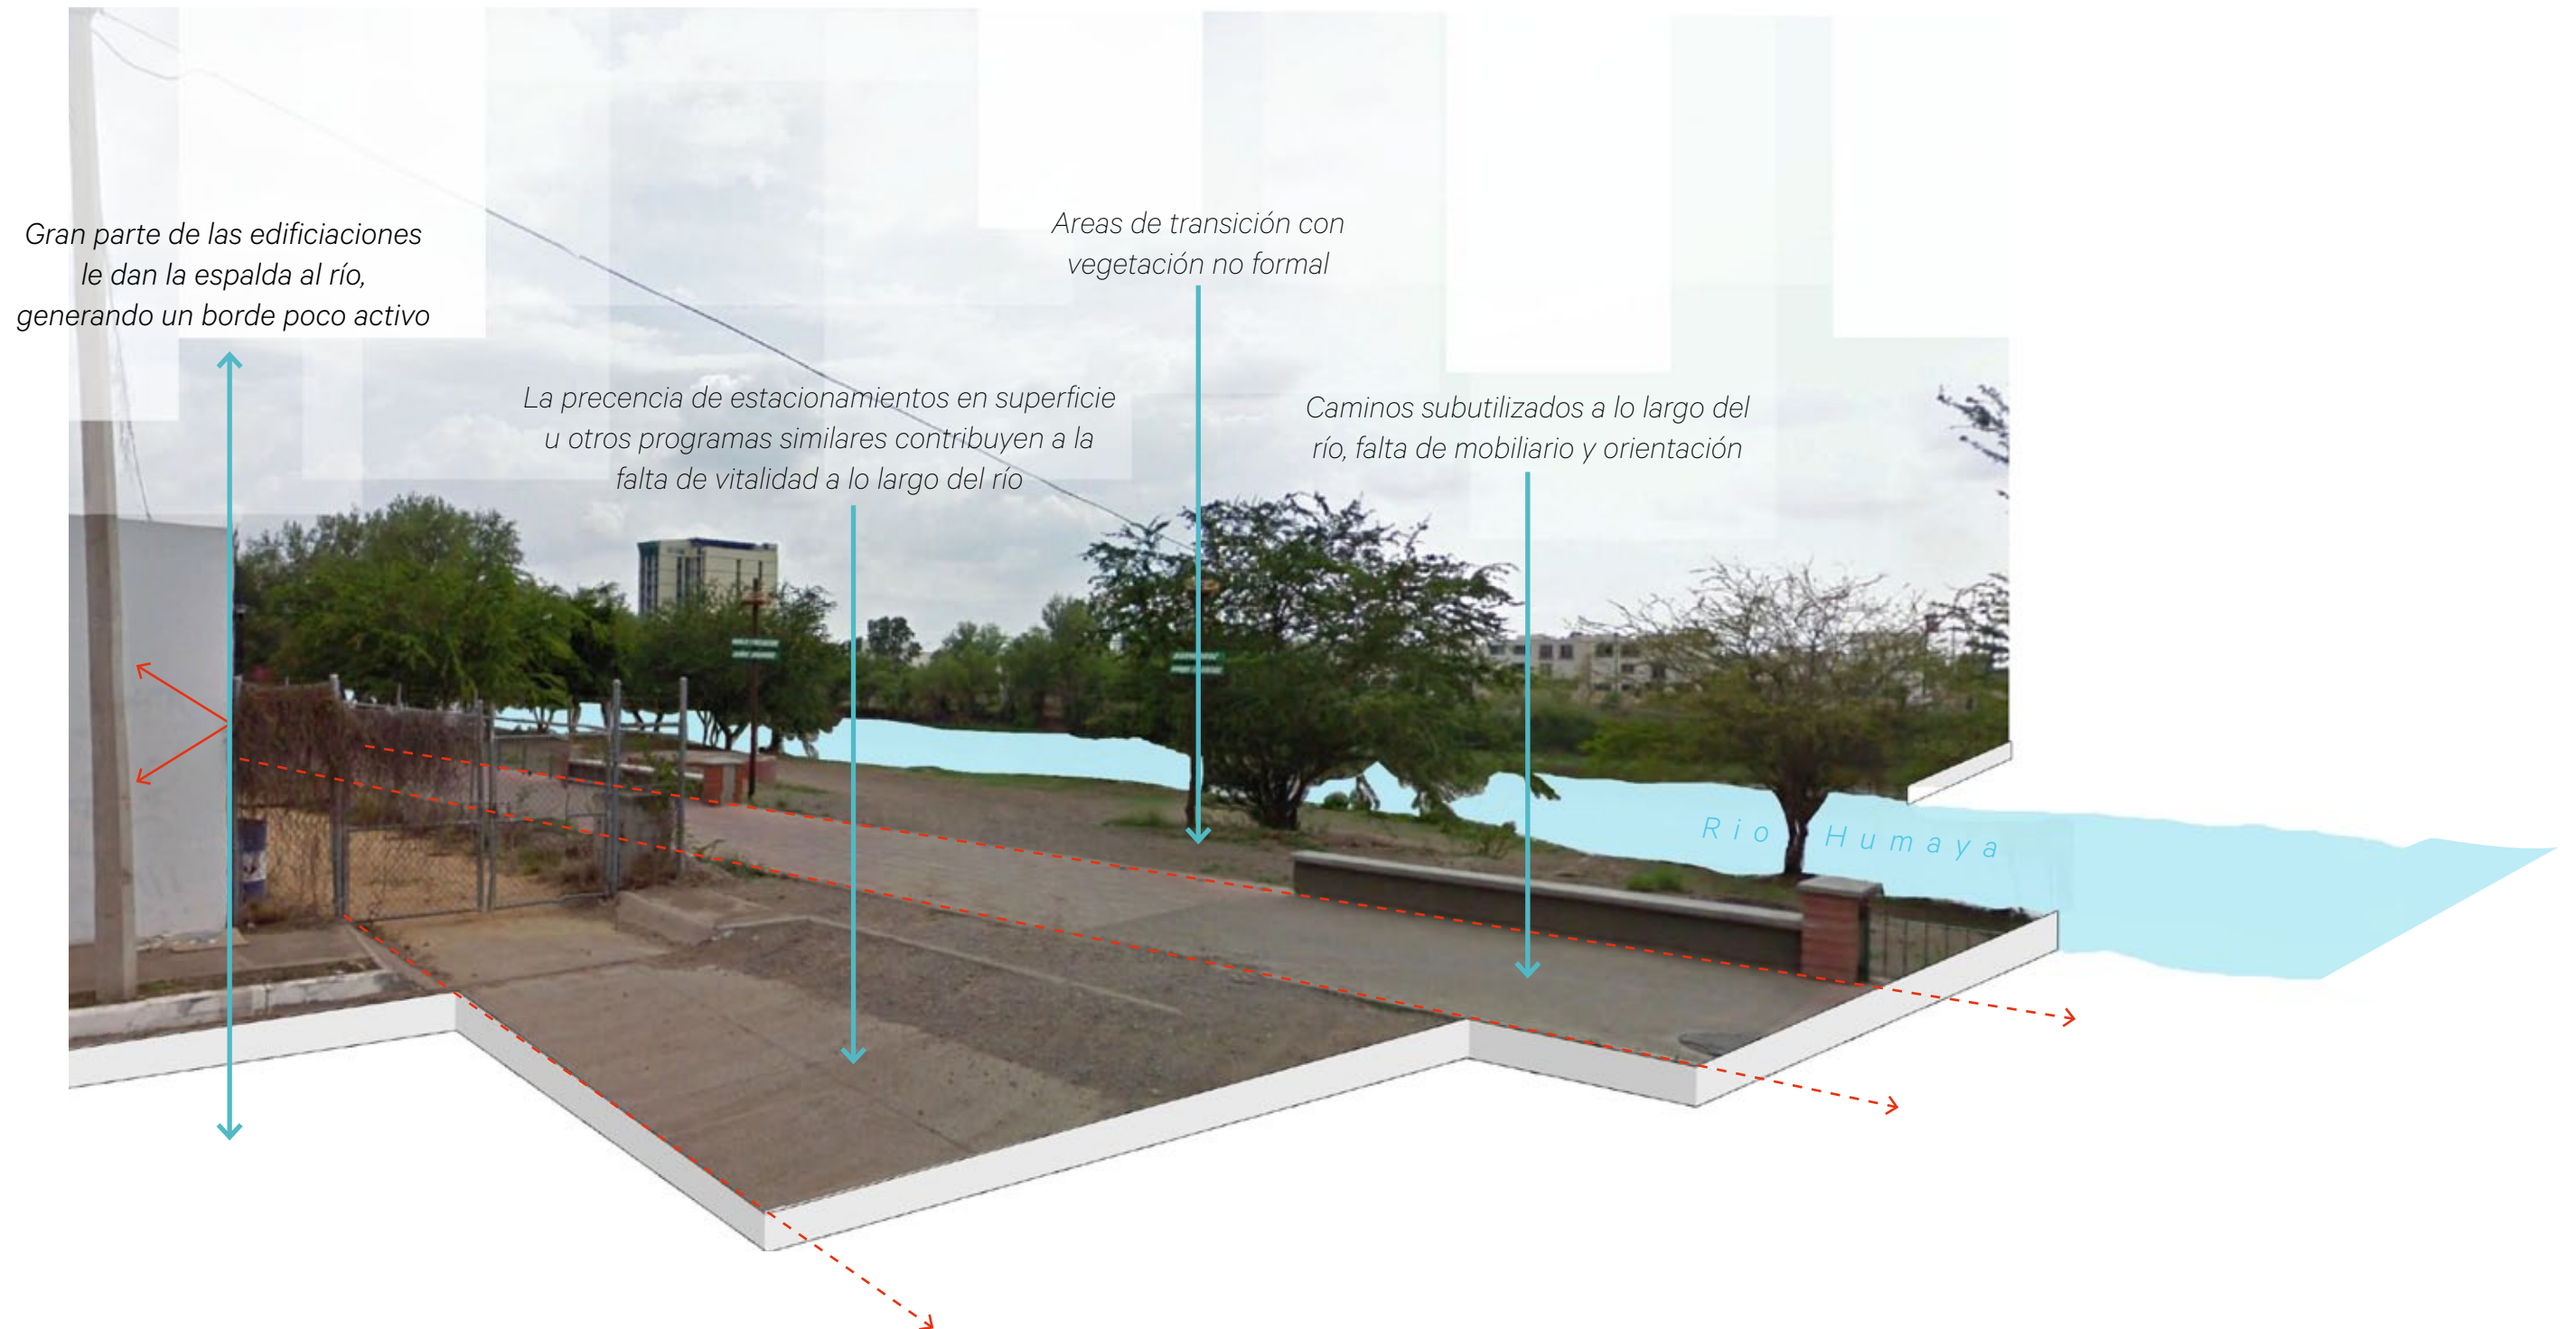 Gran parte de las edificiaciones
le dan la espalda al río,
generando un borde poco activo
La precencia de estacionamientos en superficie
u otros programas similares contribuyen a la
falta de vitalidad a lo largo del río
Areas de transición con
vegetación no formal
Caminos subutilizados a lo largo del
río, falta de mobiliario y orientación
Rio Humaya